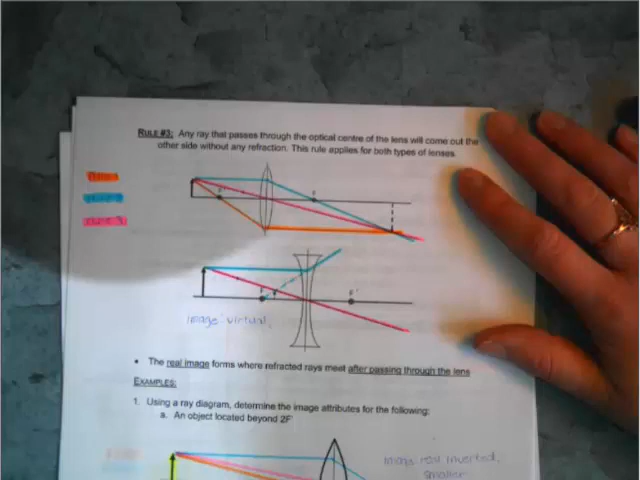 RULE #3: Any ray that passes through the optical centre of the lens will come out the
other side without any refraction. This rule applies for both types of lenses.
image: virtual,
• The real image forms where refracted rays meet after passing through the lens
EXAMPLES:
1. Using a ray diagram, determine the image attributes for the following:
a. An object located beyond 2F'
Image: real, inverted,
smaller